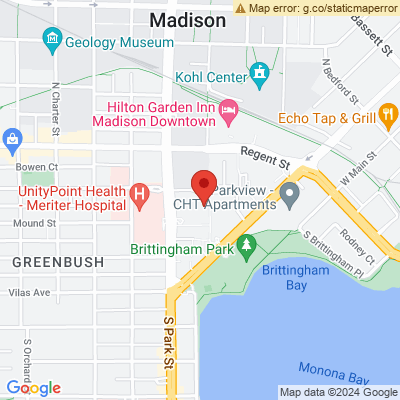 Map error: g.co/staticmaperror
Madison
Geology Museum
Bassett St
N Bedford St
Kohl Center
N Charter St
Hilton Garden Inn
Madison Downtown
Echo Tap & Grill
Regent St
W Main St
Bowen Ct
UnityPoint Health
- Meriter Hospital
Parkview -
CHT Apartments
Mound St
Rodney Ct
S Brittingham Pl
Brittingham Park
GREENBUSH
Brittingham
Bay
Vilas Ave
S Park St
S Orchard
Monona Bay
Google
Map data ©2024 Google